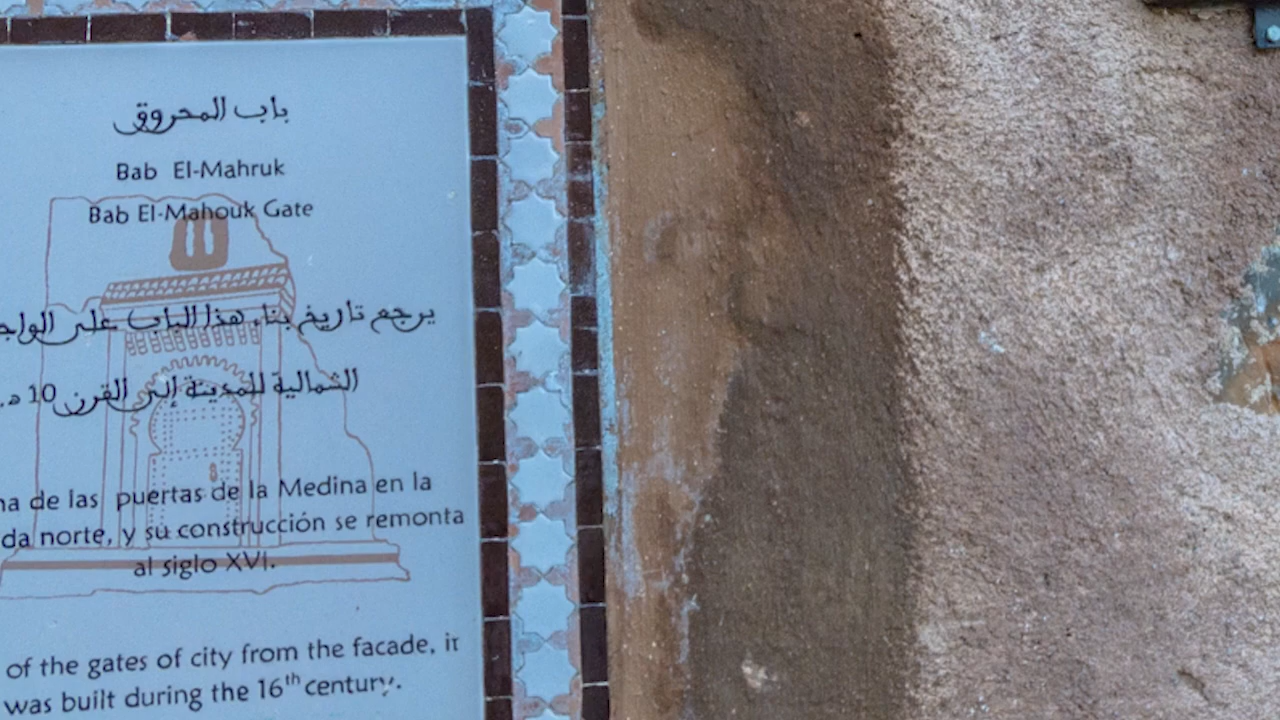 باب المحروق
Bab El-Mahruk
Bab El-Mahouk Gate
يرجع تاريخ بناء هذا الباب على
الشمالية للمدينة إلى القرن 10 هـ.
de las puertas de la Medina en la
norte, y su construcción se remonta
al siglo XVI.
of the gates of city from the facade, it
was built during the 16th century.